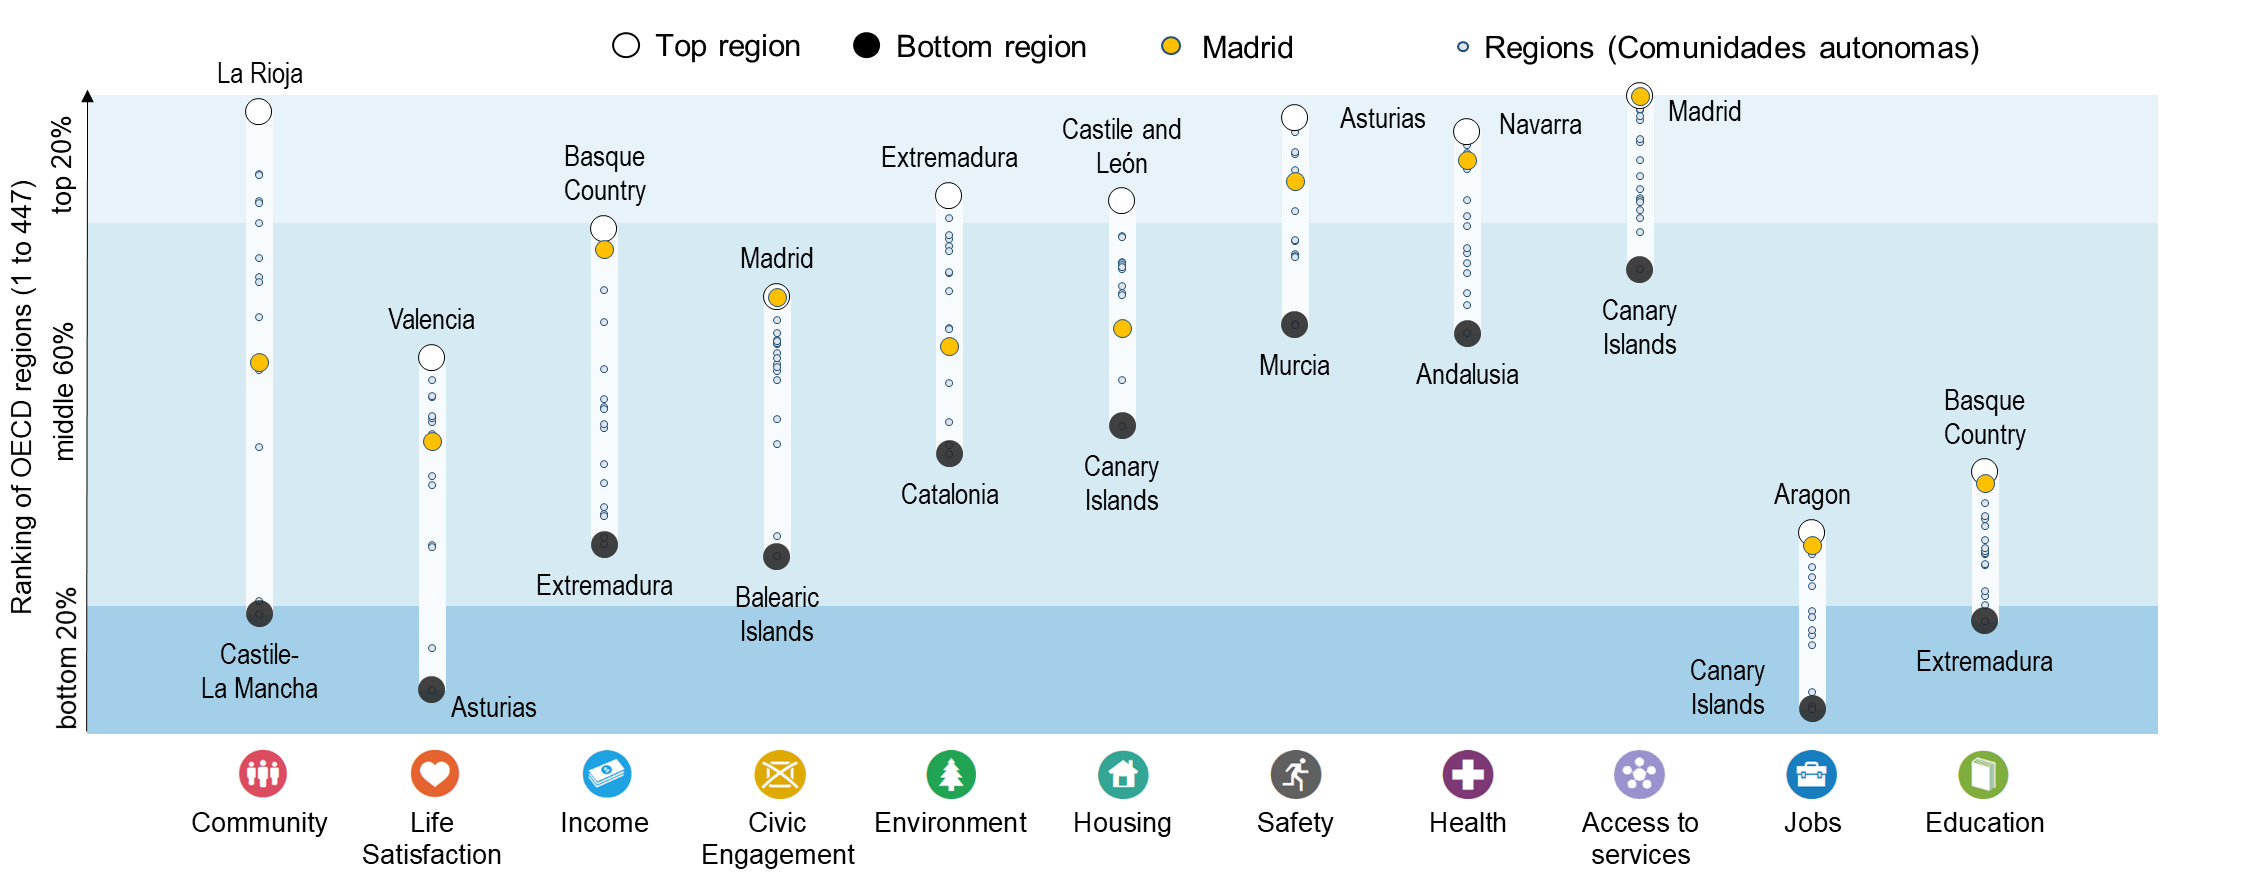 Top region
Bottom region
Madrid
Regions (Comunidades autonomas)
Ranking of OECD regions (1 to 447)
top 20%
middle 60%
bottom 20%
La Rioja
Castile-
La Mancha
Valencia
Asturias
Basque
Country
Extremadura
Madrid
Balearic
Islands
Extremadura
Catalonia
Castile and
León
Canary
Islands
Asturias
Murcia
Navarra
Andalusia
Madrid
Canary
Islands
Aragon
Canary
Islands
Basque
Country
Extremadura
Community
Life
Satisfaction
Income
Civic
Engagement
Environment
Housing
Safety
Health
Access to
services
Jobs
Education